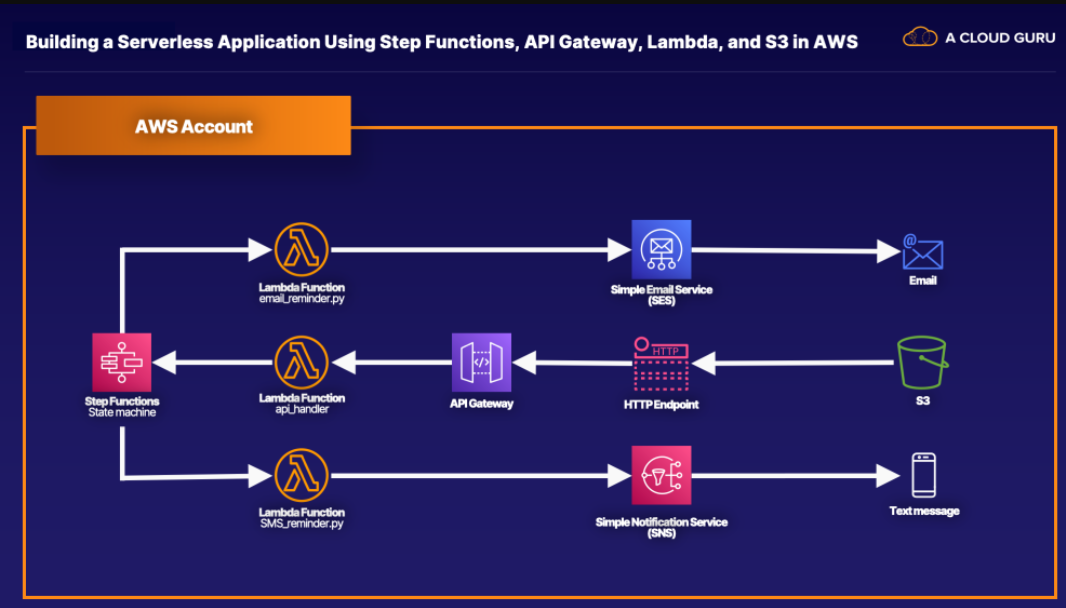 Building a Serverless Application Using Step Functions, API Gateway, Lambda, and S3 in AWS
A CLOUD GURU
AWS Account
Lambda Function
email_reminder.py
Simple Email Service
(SES)
@
Email
Step Functions
State machine
Lambda Function
api_handler
</>
API Gateway
HTTP
HTTP Endpoint
S3
Lambda Function
SMS_reminder.py
Simple Notification Service
(SNS)
Text message